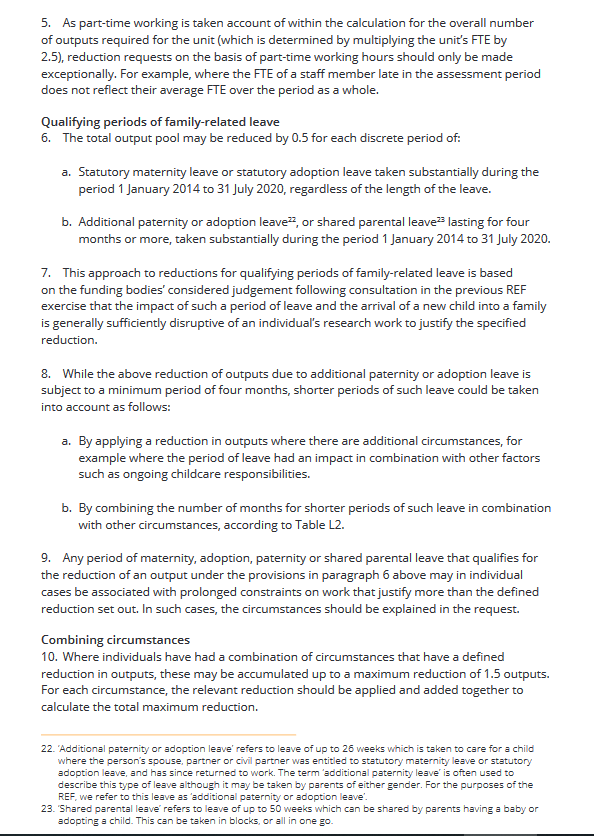 5. As part-time working is taken account of within the calculation for the overall number
of outputs required for the unit (which is determined by multiplying the unit's FTE by
2.5), reduction requests on the basis of part-time working hours should only be made
exceptionally. For example, where the FTE of a staff member late in the assessment period
does not reflect their average FTE over the period as a whole.
Qualifying periods of family-related leave
6. The total output pool may be reduced by 0.5 for each discrete period of:
a. Statutory maternity leave or statutory adoption leave taken substantially during the
period 1 January 2014 to 31 July 2020, regardless of the length of the leave.
b. Additional paternity or adoption leave²², or shared parental leave²³ lasting for four
months or more, taken substantially during the period 1 January 2014 to 31 July 2020.
7. This approach to reductions for qualifying periods of family-related leave is based
on the funding bodies' considered judgement following consultation in the previous REF
exercise that the impact of such a period of leave and the arrival of a new child into a family
is generally sufficiently disruptive of an individual's research work to justify the specified
reduction.
8. While the above reduction of outputs due to additional paternity or adoption leave is
subject to a minimum period of four months, shorter periods of such leave could be taken
into account as follows:
a. By applying a reduction in outputs where there are additional circumstances, for
example where the period of leave had an impact in combination with other factors
such as ongoing childcare responsibilities.
b. By combining the number of months for shorter periods of such leave in combination
with other circumstances, according to Table L2.
9. Any period of maternity, adoption, paternity or shared parental leave that qualifies for
the reduction of an output under the provisions in paragraph 6 above may in individual
cases be associated with prolonged constraints on work that justify more than the defined
reduction set out. In such cases, the circumstances should be explained in the request.
Combining circumstances
10. Where individuals have had a combination of circumstances that have a defined
reduction in outputs, these may be accumulated up to a maximum reduction of 1.5 outputs.
For each circumstance, the relevant reduction should be applied and added together to
calculate the total maximum reduction.
22. 'Additional paternity or adoption leave' refers to leave of up to 26 weeks which is taken to care for a child
where the person's spouse, partner or civil partner was entitled to statutory maternity leave or statutory
adoption leave, and has since returned to work. The term 'additional paternity leave' is often used to
describe this type of leave although it may be taken by parents of either gender. For the purposes of the
REF, we refer to this leave as 'additional paternity or adoption leave'.
23. 'Shared parental leave' refers to leave of up to 50 weeks which can be shared by parents having a baby or
adopting a child. This can be taken in blocks, or all in one go.